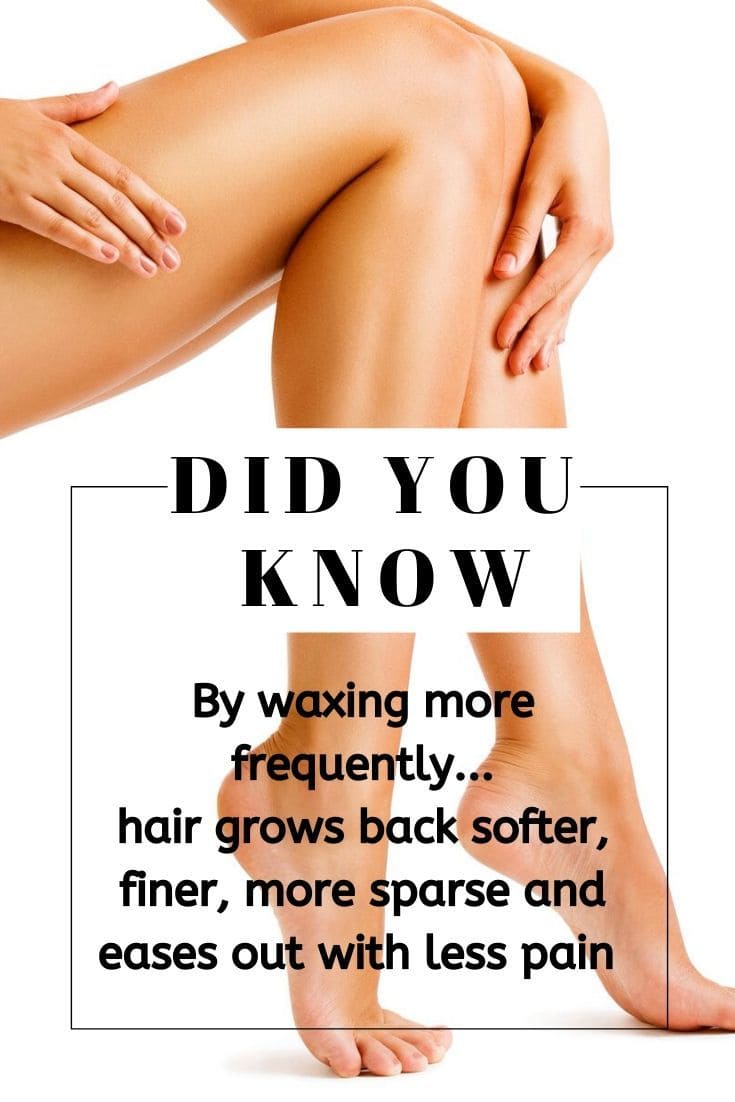 DID YOU
KNOW
By waxing more
frequently...
hair grows back softer,
finer, more sparse and
eases out with less pain